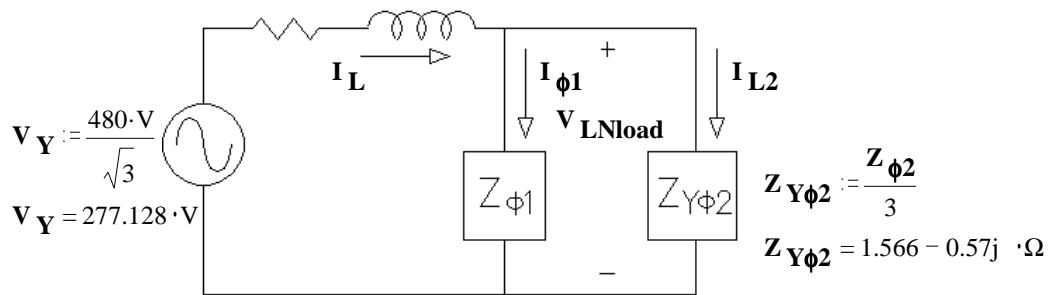 I L
I ϕ1
I L2
+
V LNload
V Y := 480·V / √3
V Y = 277.128 ·V
Z ϕ1
Z Yϕ2
Z Yϕ2 := Z ϕ2 / 3
Z Yϕ2 = 1.566 − 0.57j ·Ω
−